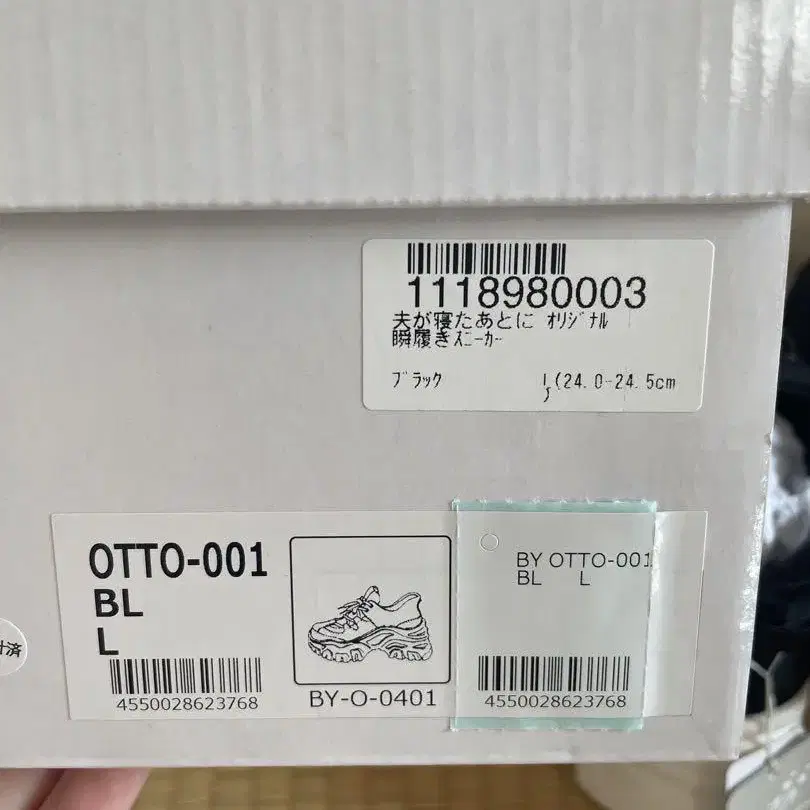 1118980003
夫が寝たあとに ｵﾘｼﾞﾅﾙ
瞬履きｽﾆｰｶｰ
ﾌﾞﾗｯｸ
L(24.0-24.5cm
OTTO-001
BL
L
4550028623768
BY-O-0401
BY OTTO-001
BL L
4550028623768
済